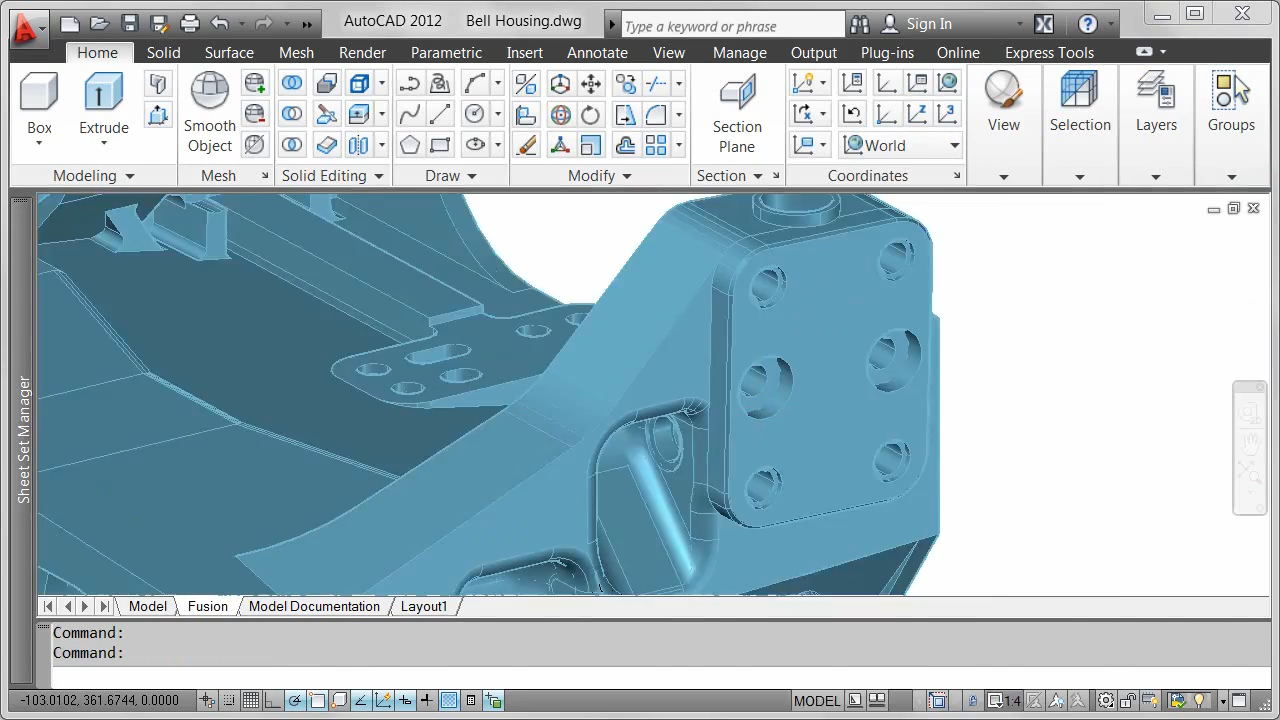 AutoCAD 2012 Bell Housing.dwg Type a keyword or phrase Sign In
Home Solid Surface Mesh Render Parametric Insert Annotate View Manage Output Plug-ins Online Express Tools
Box Extrude Smooth Object Section Plane World View Selection Layers Groups
Modeling Mesh Solid Editing Draw Modify Section Coordinates
Sheet Set Manager
Model Fusion Model Documentation Layout1
Command:
Command:
-103.0102, 361.6744, 0.0000 MODEL 1:4